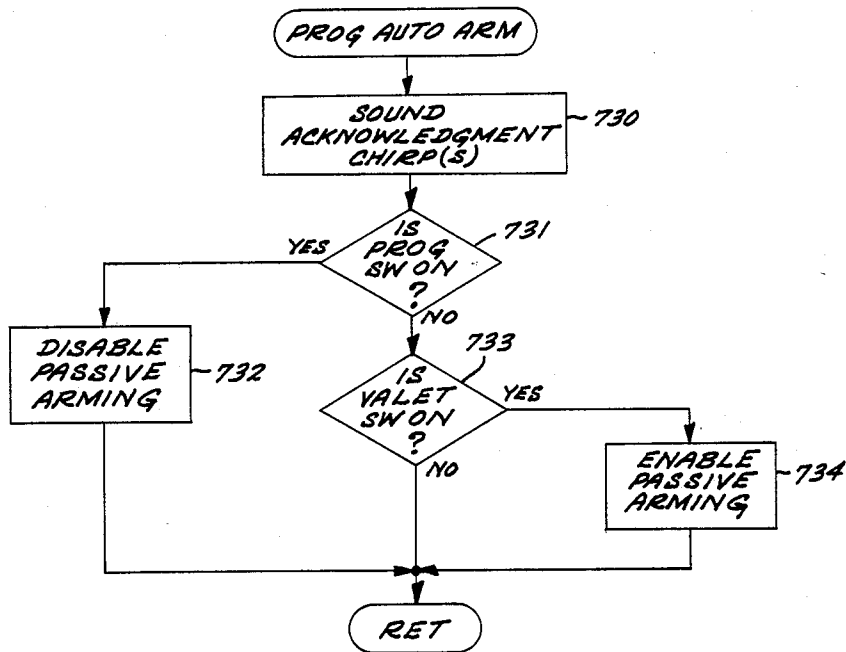 PROG AUTO ARM
SOUND
ACKNOWLEDGMENT
CHIRP(S)
730
IS
PROG
SW ON
?
731
YES
NO
DISABLE
PASSIVE
ARMING
732
IS
VALET
SW ON
?
733
YES
NO
ENABLE
PASSIVE
ARMING
734
RET